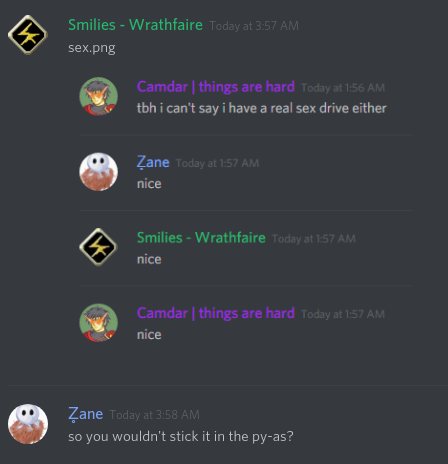 Smilies - Wrathfaire Today at 3:57 AM
sex.png
Camdar | things are hard Today at 1:56 AM
tbh i can't say i have a real sex drive either
Ẓane Today at 1:57 AM
nice
Smilies - Wrathfaire Today at 1:57 AM
nice
Camdar | things are hard Today at 1:57 AM
nice
Z̥ane Today at 3:58 AM
so you wouldn't stick it in the py-as?